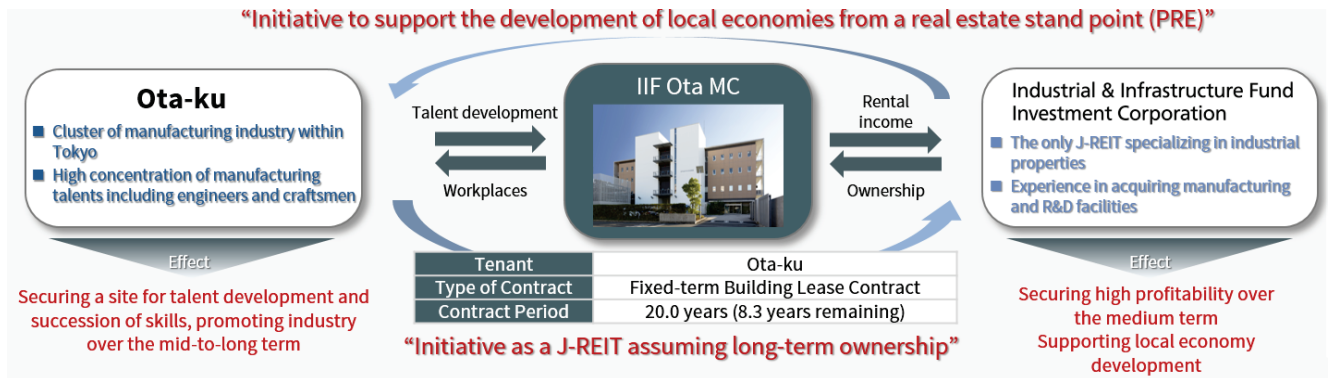 “Initiative to support the development of local economies from a real estate stand point (PRE)”
Ota-ku
Cluster of manufacturing industry within
Tokyo
High concentration of manufacturing
talents including engineers and craftsmen
Effect
Securing a site for talent development and
succession of skills, promoting industry
over the mid-to-long term
Talent development
Workplaces
IIF Ota MC
Rental
income
Ownership
Tenant Ota-ku
Type of Contract Fixed-term Building Lease Contract
Contract Period 20.0 years (8.3 years remaining)
“Initiative as a J-REIT assuming long-term ownership”
Industrial & Infrastructure Fund
Investment Corporation
The only J-REIT specializing in industrial
properties
Experience in acquiring manufacturing
and R&D facilities
Effect
Securing high profitability over
the medium term
Supporting local economy
development